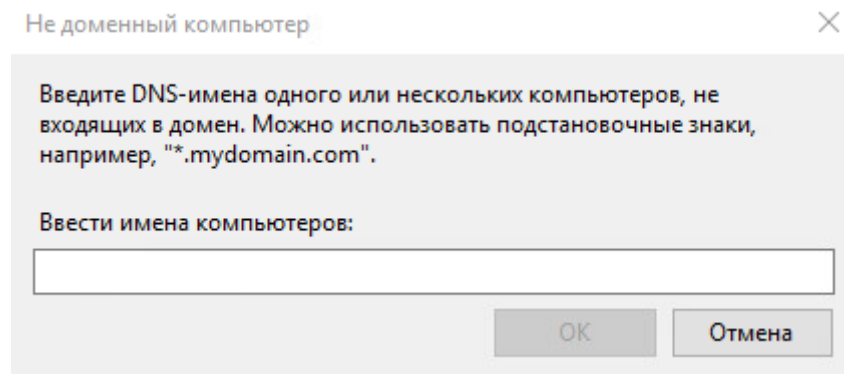 Не доменный компьютер
Введите DNS-имена одного или нескольких компьютеров, не
входящих в домен. Можно использовать подстановочные знаки,
например, "*.mydomain.com".
Ввести имена компьютеров:
OK
Отмена